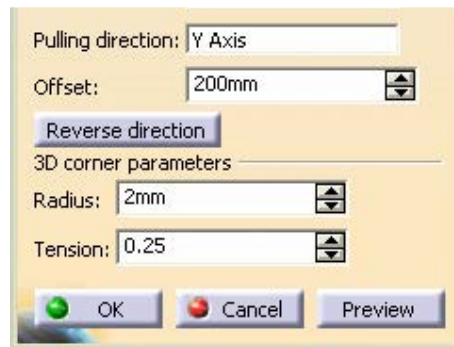 Pulling direction: Y Axis
Offset: 200mm
Reverse direction
3D corner parameters
Radius: 2mm
Tension: 0.25
OK Cancel Preview